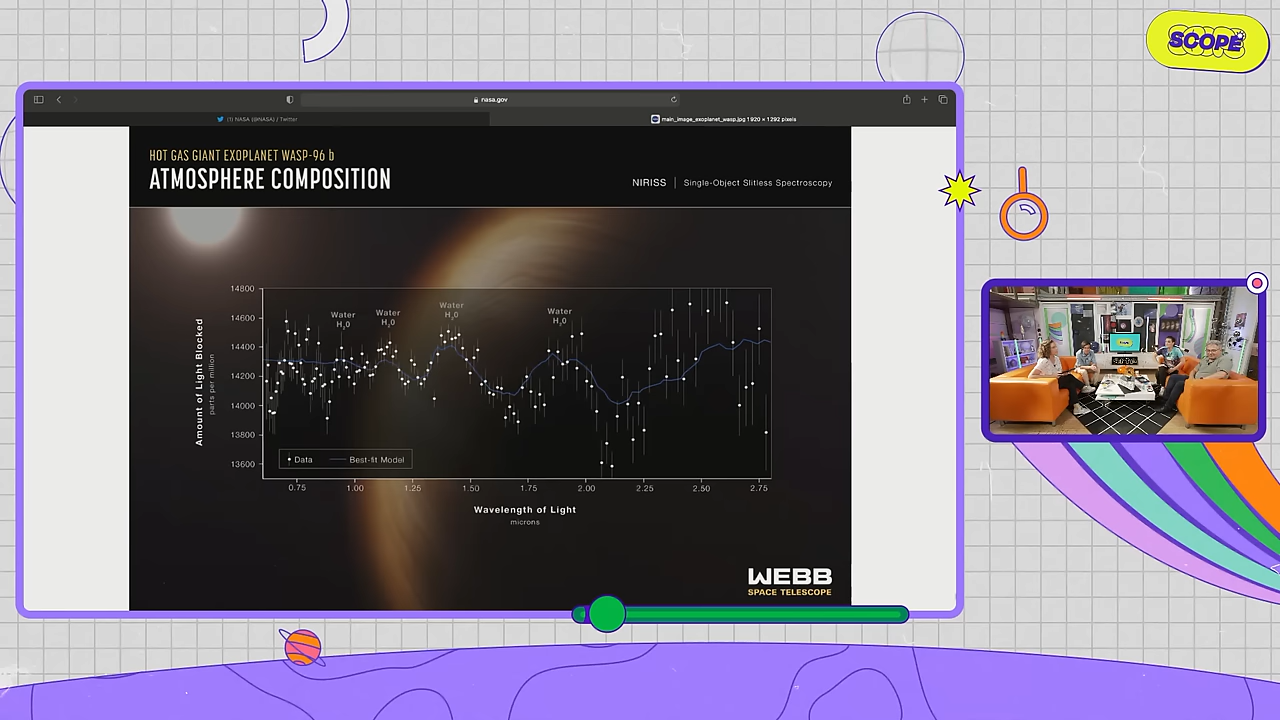 SCOPE
nasa.gov
(1) NASA (@NASA) / Twitter
main_image_exoplanet_wasp.jpg 1920 × 1292 pixels
HOT GAS GIANT EXOPLANET WASP-96 b
ATMOSPHERE COMPOSITION
NIRISS | Single-Object Slitless Spectroscopy
Amount of Light Blocked
parts per million
14800
14600
14400
14200
14000
13800
13600
Water
H₂O
Water
H₂O
Water
H₂O
Water
H₂O
Data
Best-fit Model
0.75 1.00 1.25 1.50 1.75 2.00 2.25 2.50 2.75
Wavelength of Light
microns
WEBB
SPACE TELESCOPE